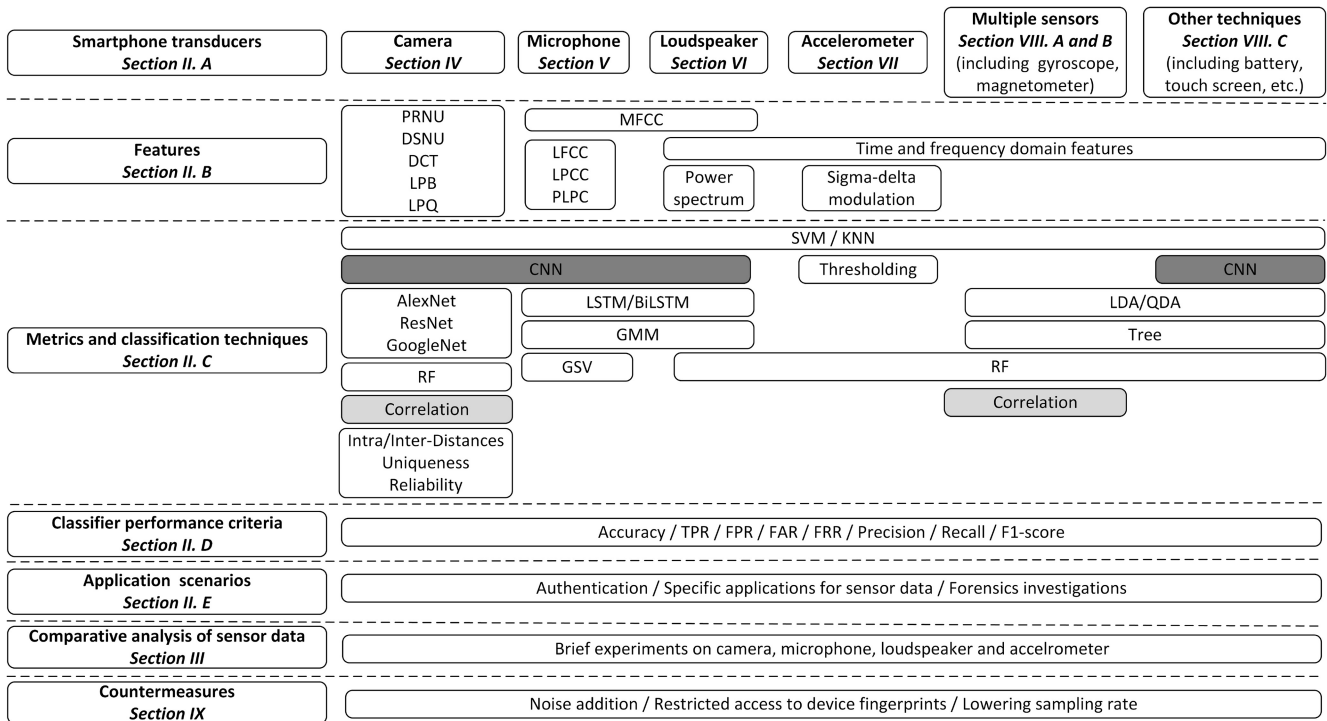 Smartphone transducers
Section II. A
Camera
Section IV
Microphone
Section V
Loudspeaker
Section VI
Accelerometer
Section VII
Multiple sensors
Section VIII. A and B
(including gyroscope,
magnetometer)
Other techniques
Section VIII. C
(including battery,
touch screen, etc.)
Features
Section II. B
PRNU
DSNU
DCT
LPB
LPQ
MFCC
LFCC
LPCC
PLPC
Time and frequency domain features
Power
spectrum
Sigma-delta
modulation
Metrics and classification techniques
Section II. C
SVM / KNN
CNN
Thresholding
CNN
AlexNet
ResNet
GoogleNet
LSTM/BiLSTM
LDA/QDA
GMM
Tree
RF
GSV
RF
Correlation
Correlation
Intra/Inter-Distances
Uniqueness
Reliability
Classifier performance criteria
Section II. D
Accuracy / TPR / FPR / FAR / FRR / Precision / Recall / F1-score
Application scenarios
Section II. E
Authentication / Specific applications for sensor data / Forensics investigations
Comparative analysis of sensor data
Section III
Brief experiments on camera, microphone, loudspeaker and accelrometer
Countermeasures
Section IX
Noise addition / Restricted access to device fingerprints / Lowering sampling rate